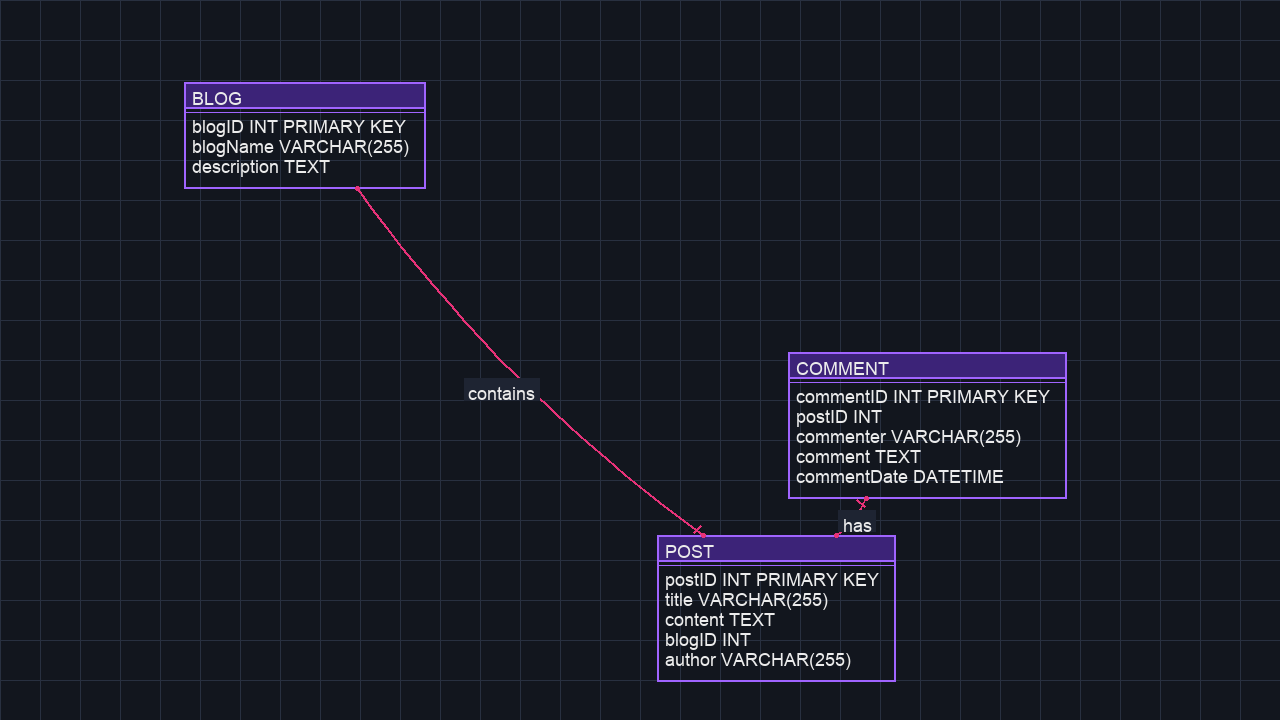 BLOG
blogID INT PRIMARY KEY
blogName VARCHAR(255)
description TEXT
contains
COMMENT
commentID INT PRIMARY KEY
postID INT
commenter VARCHAR(255)
comment TEXT
commentDate DATETIME
has
POST
postID INT PRIMARY KEY
title VARCHAR(255)
content TEXT
blogID INT
author VARCHAR(255)